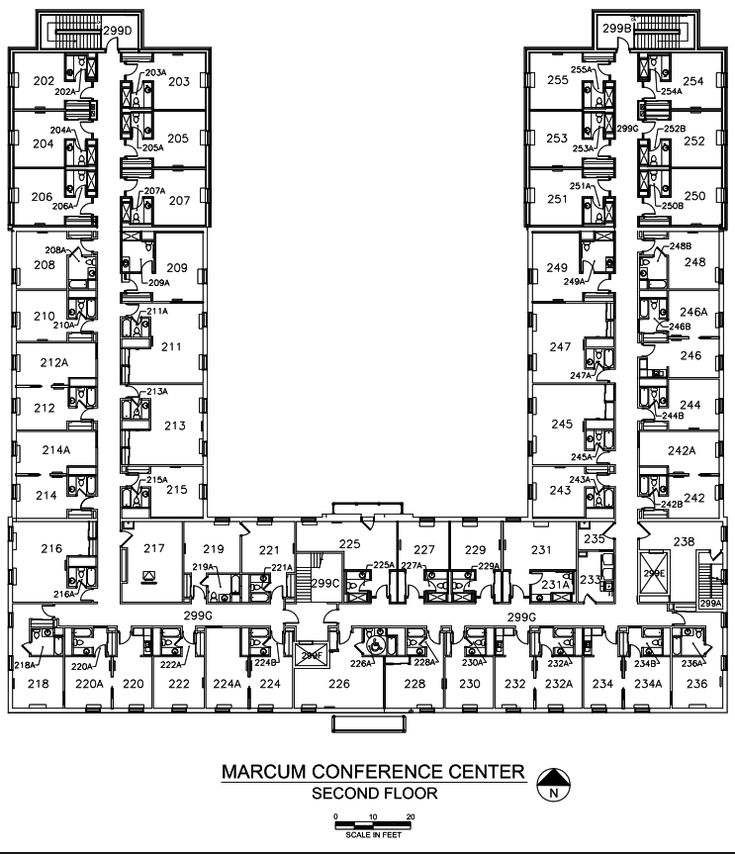 299D 299B
202 203A 203 255 255A 254
202A 254A
204A 299G 252B
204 205 253 252
205A 253A
207A 251A
206 207 251 250
206A 250B
208A 248B
208 209 249 248
209A 249A
211A 246A
210 247
210A 246B
211 246
212A 247A
213A
212 244
213 245 244B
214A 242A
245A
215A 243A
214 215 243 242
242B
216 217 219 221 225 227 229 231 235 238
219A 221A 299C 225A 227A 229A 231A 233 299E
216A 299A
299G 299G
218A 220A 222A 224B 299F 226A 228A 230A 232A 234B 236A
218 220A 220 222 224A 224 226 228 230 232 232A 234 234A 236
MARCUM CONFERENCE CENTER
SECOND FLOOR
N
0 10 20
SCALE IN FEET